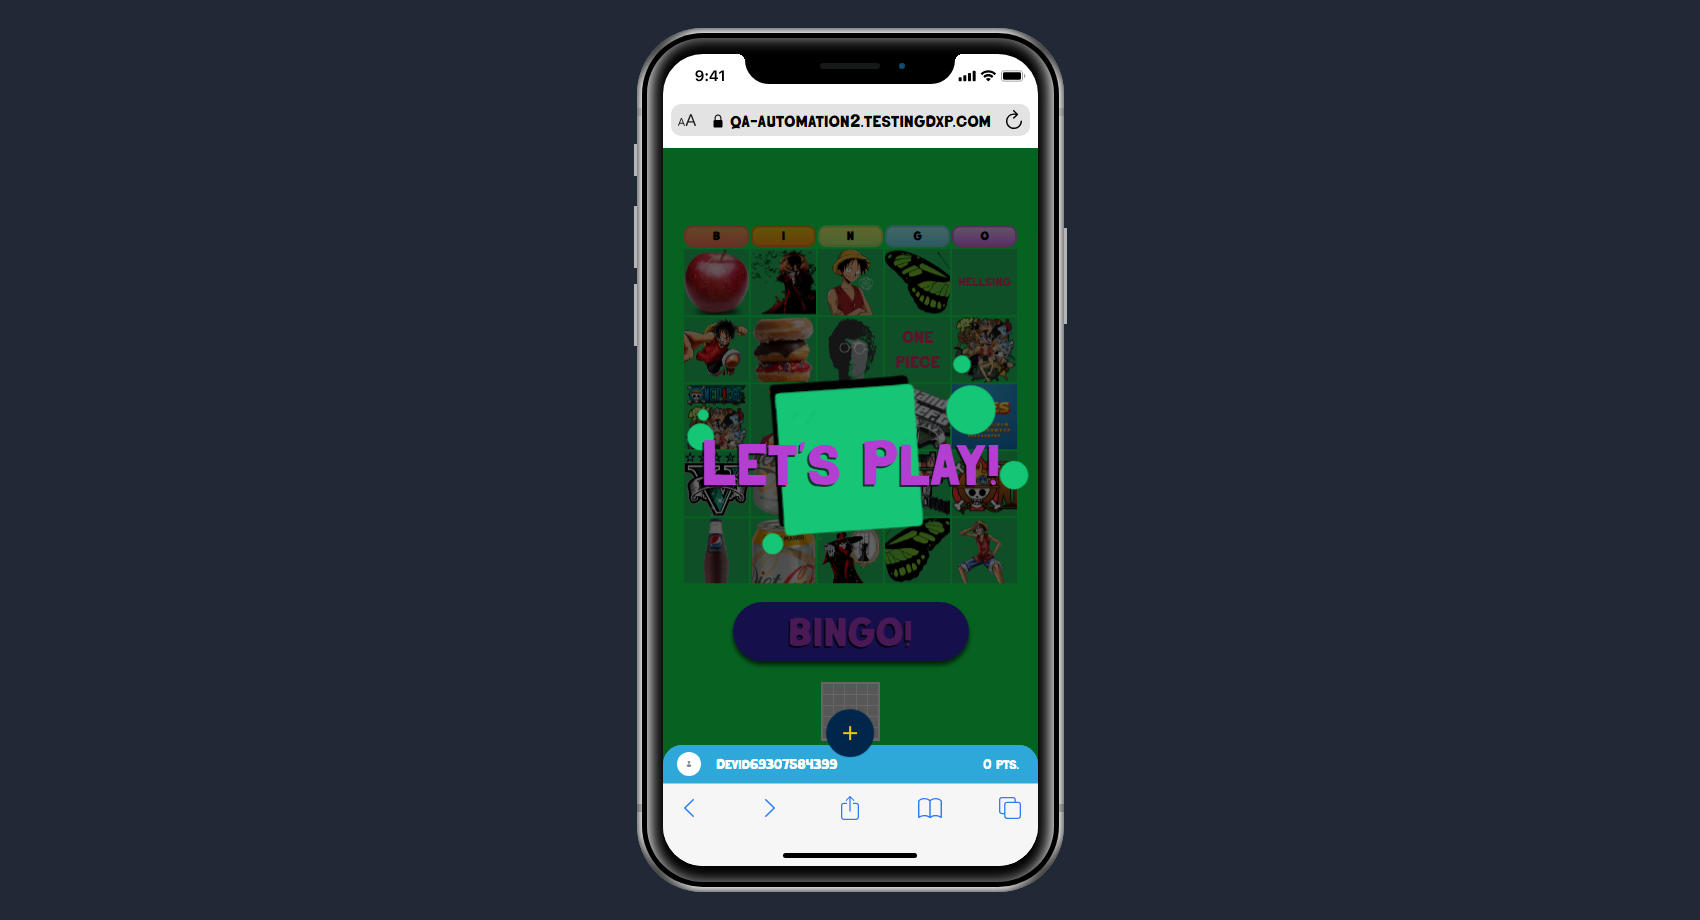 9:41
AA QA-AUTOMATION2.TESTINGDXP.COM
B I N G O
HELLSING
ONE
PIECE
LET'S PLAY!
BINGO!
+
DEVID69307584399 0 PTS.